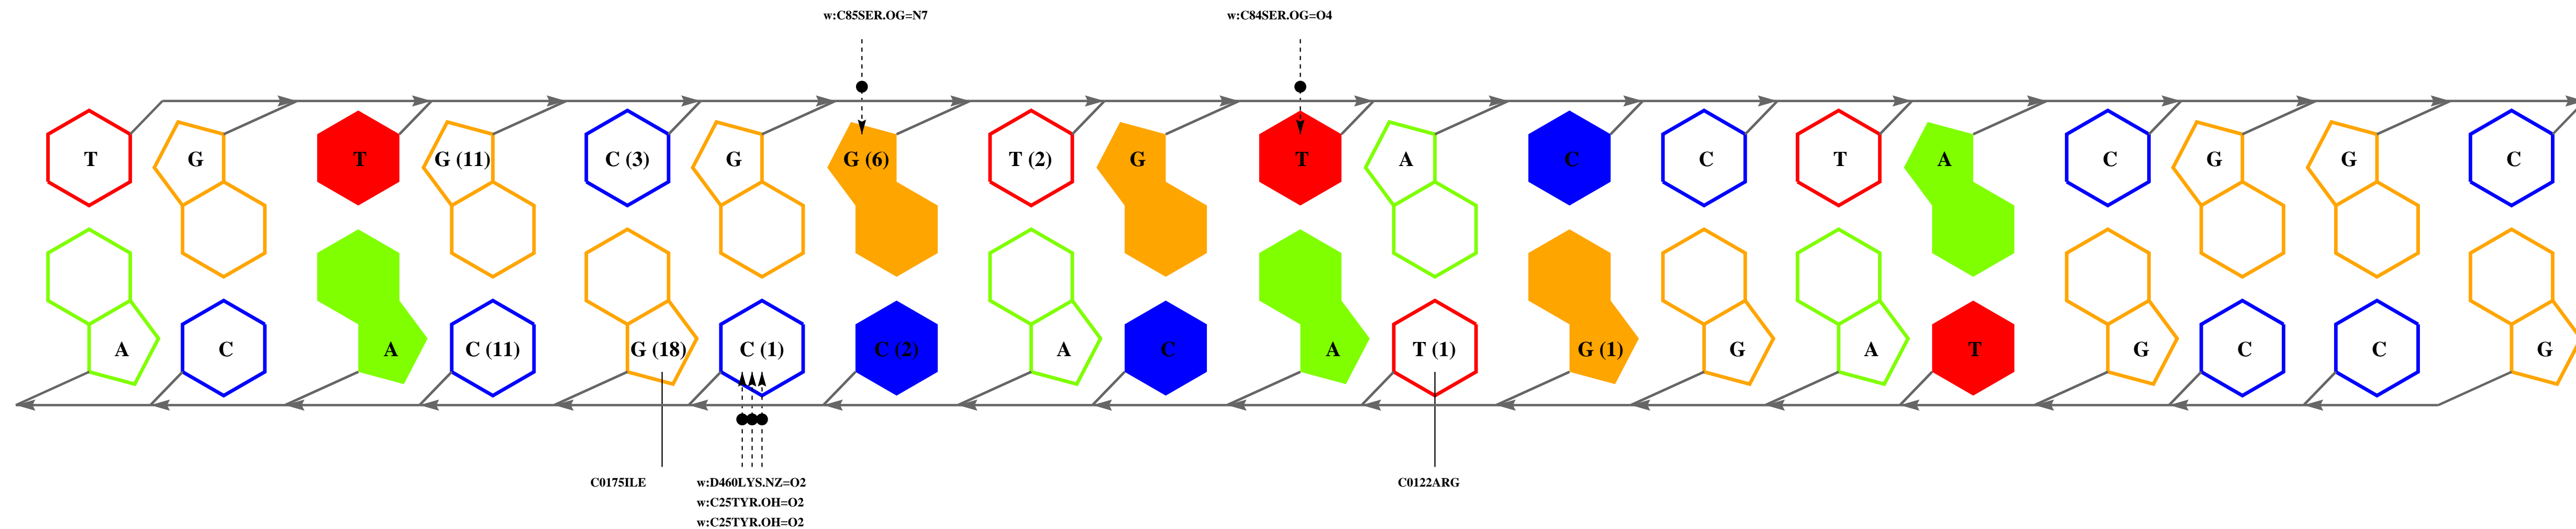 w:C85SER.OG=N7 w:C84SER.OG=O4
T G T G (11) C (3) G G (6) T (2) G T A C C T A C G G C
A C A C (11) G (18) C (1) C (2) A C A T (1) G (1) G A T G C C G
C0175ILE w:D460LYS.NZ=O2 C0122ARG
w:C25TYR.OH=O2
w:C25TYR.OH=O2